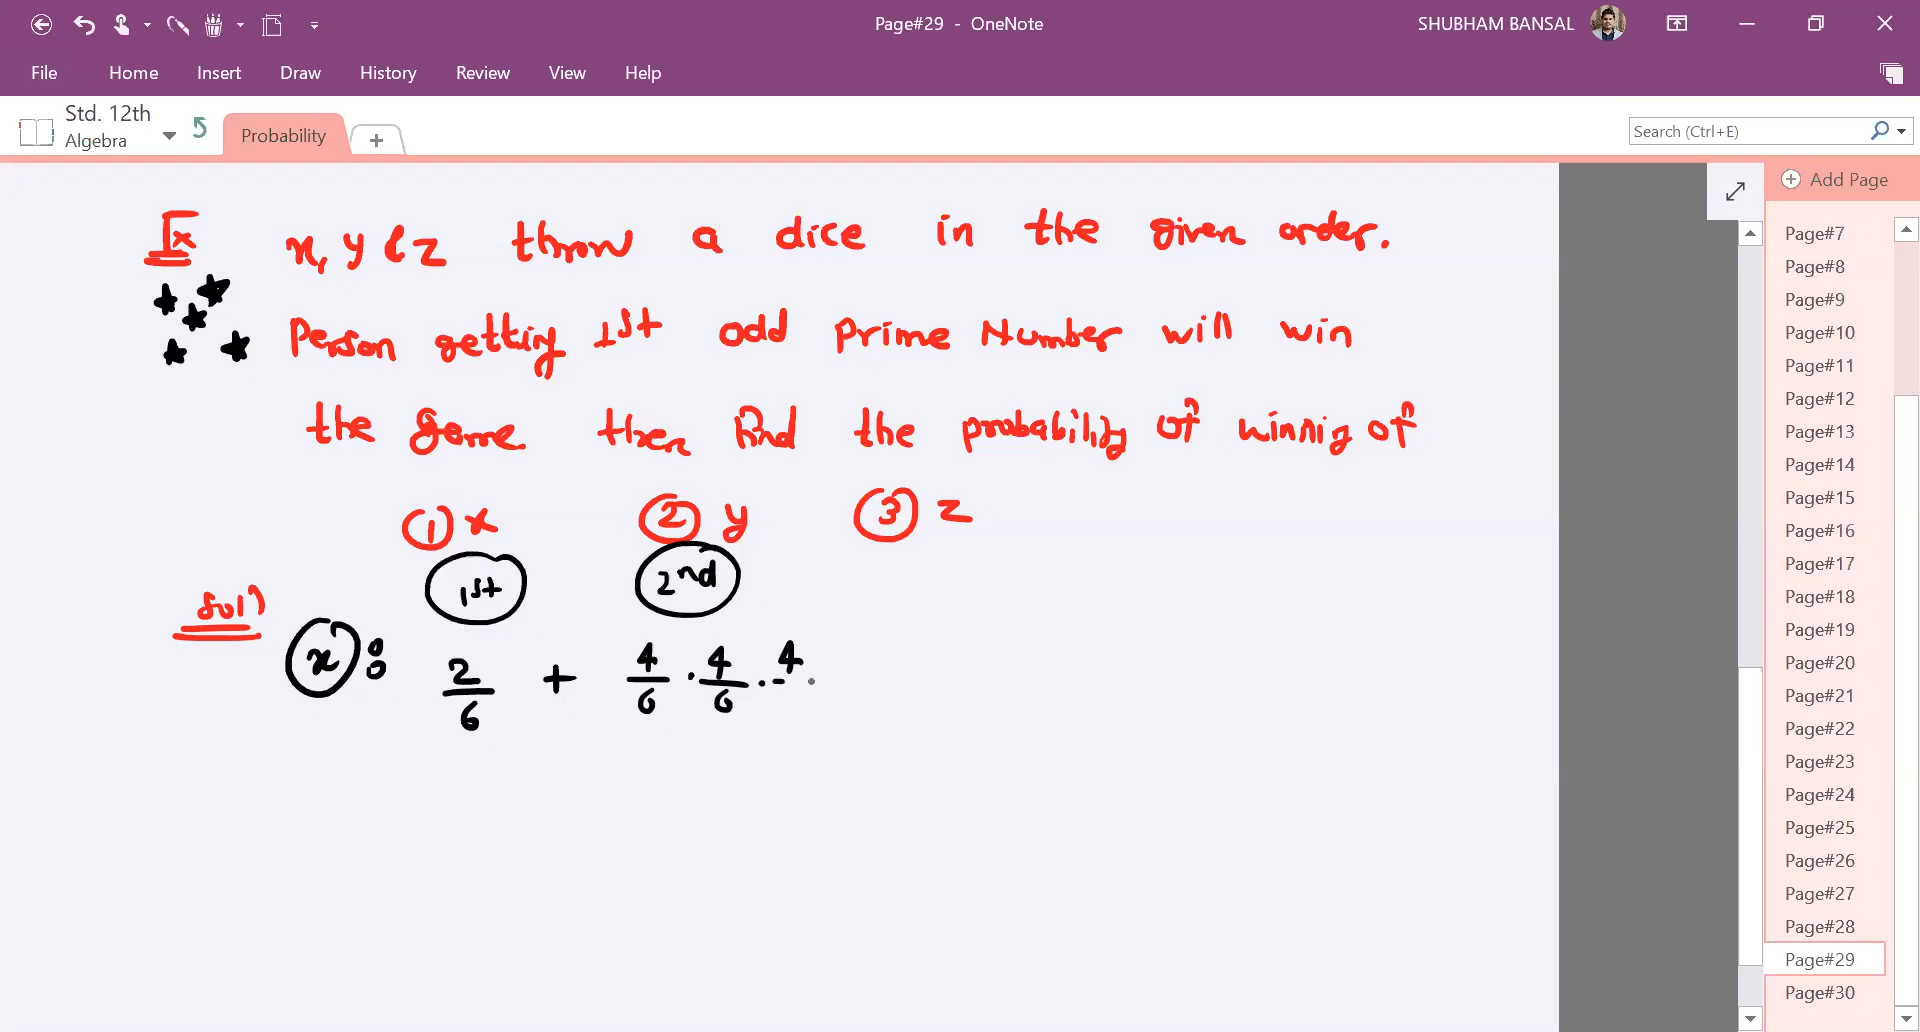 Page#29 - OneNote
SHUBHAM BANSAL
File Home Insert Draw History Review View Help
Std. 12th
Algebra
Probability
+
Search (Ctrl+E)
Add Page
Page#7
Page#8
Page#9
Page#10
Page#11
Page#12
Page#13
Page#14
Page#15
Page#16
Page#17
Page#18
Page#19
Page#20
Page#21
Page#22
Page#23
Page#24
Page#25
Page#26
Page#27
Page#28
Page#29
Page#30
Ex x, y & z throw a dice in the given order.
Person getting 1st odd prime Number will win
the game then find the probability of winnig of
① x ② y ③ z
1st 2nd
Sol)
x : 2/6 + 4/6 . 4/6 . 4